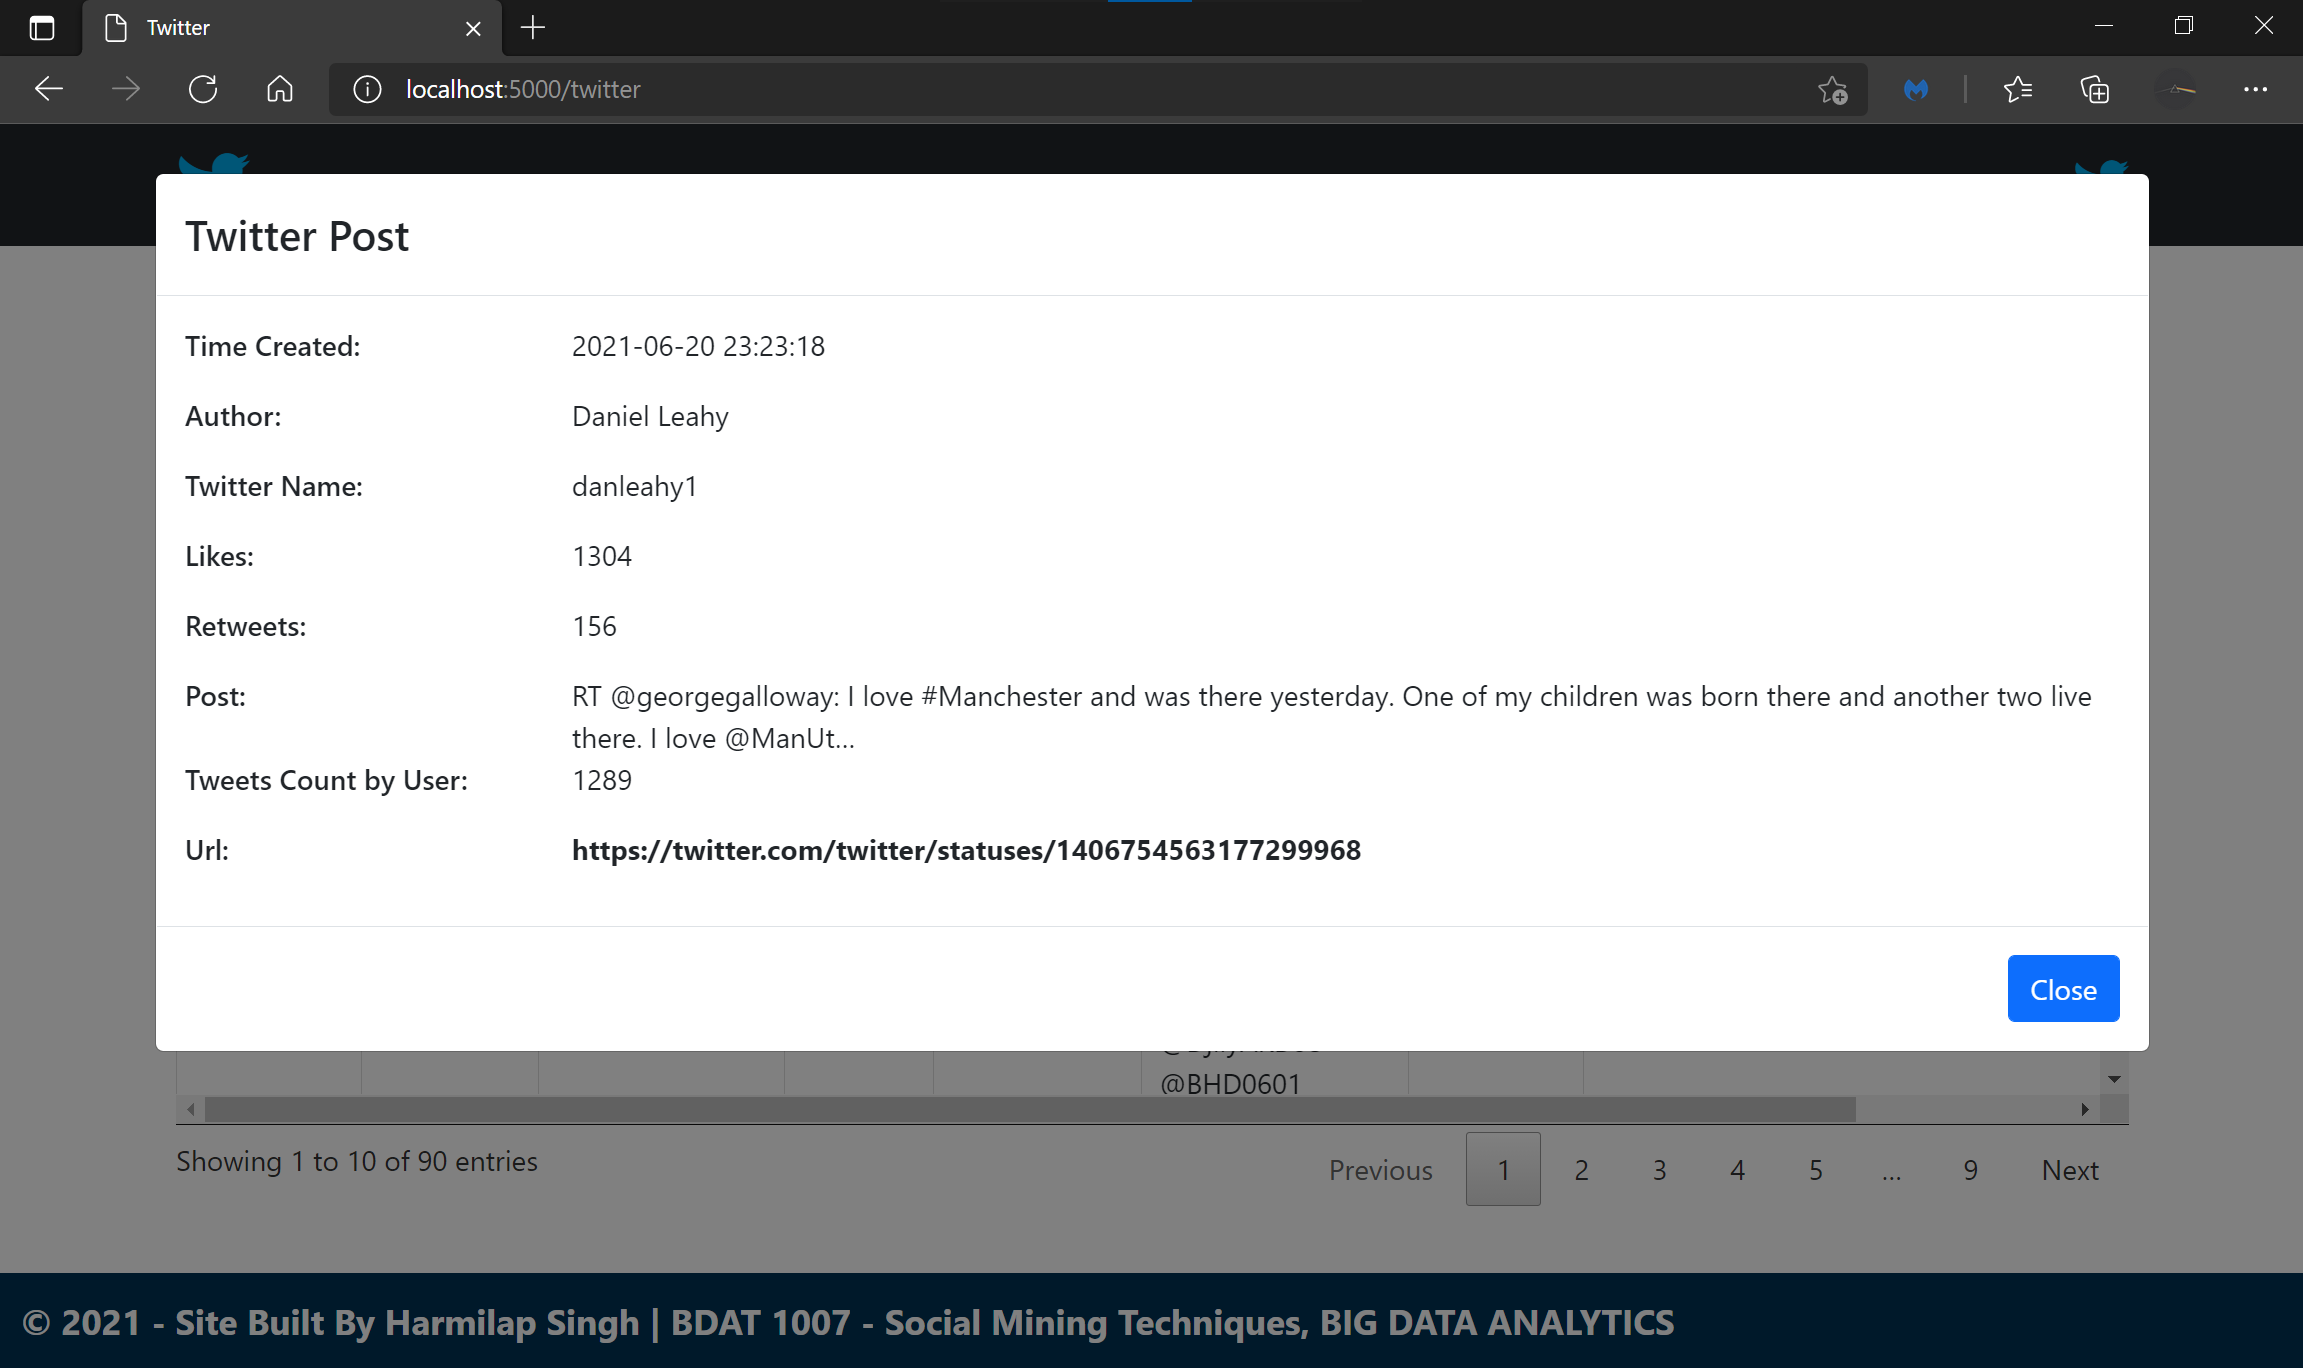 Twitter
localhost:5000/twitter
Twitter Post
Time Created: 2021-06-20 23:23:18
Author: Daniel Leahy
Twitter Name: danleahy1
Likes: 1304
Retweets: 156
Post: RT @georgegalloway: I love #Manchester and was there yesterday. One of my children was born there and another two live
there. I love @ManUt…
Tweets Count by User: 1289
Url: https://twitter.com/twitter/statuses/1406754563177299968
Close
@BHD0601
Showing 1 to 10 of 90 entries
Previous 1 2 3 4 5 … 9 Next
© 2021 - Site Built By Harmilap Singh | BDAT 1007 - Social Mining Techniques, BIG DATA ANALYTICS